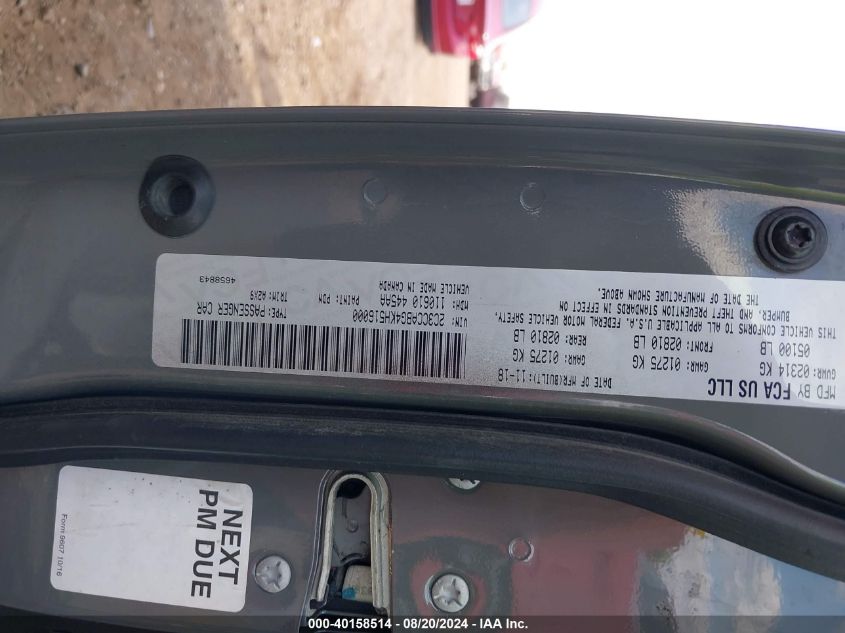 MFD BY FCA US LLC
DATE OF MFR(BUILT): 11-18
GVWR: 02314 KG
05100 LB
GAWR: 01275 KG
FRONT: 02810 LB
GAWR: 01275 KG
02810 LB
THIS VEHICLE CONFORMS TO ALL APPLICABLE U.S.A. FEDERAL MOTOR VEHICLE SAFETY,
BUMPER, AND THEFT PREVENTION STANDARDS IN EFFECT ON
THE DATE OF MANUFACTURE SHOWN ABOVE.
VIN: 2C3CCABG4KH516000
TYPE: PASSENGER CAR
MDH: 110610 445AA
PAINT: PDN
TRIM: A2X9
VEHICLE MADE IN CANADA
4658843
NEXT
PM DUE
Form 9607 10/16
000-40158514 - 08/20/2024 - IAA Inc.